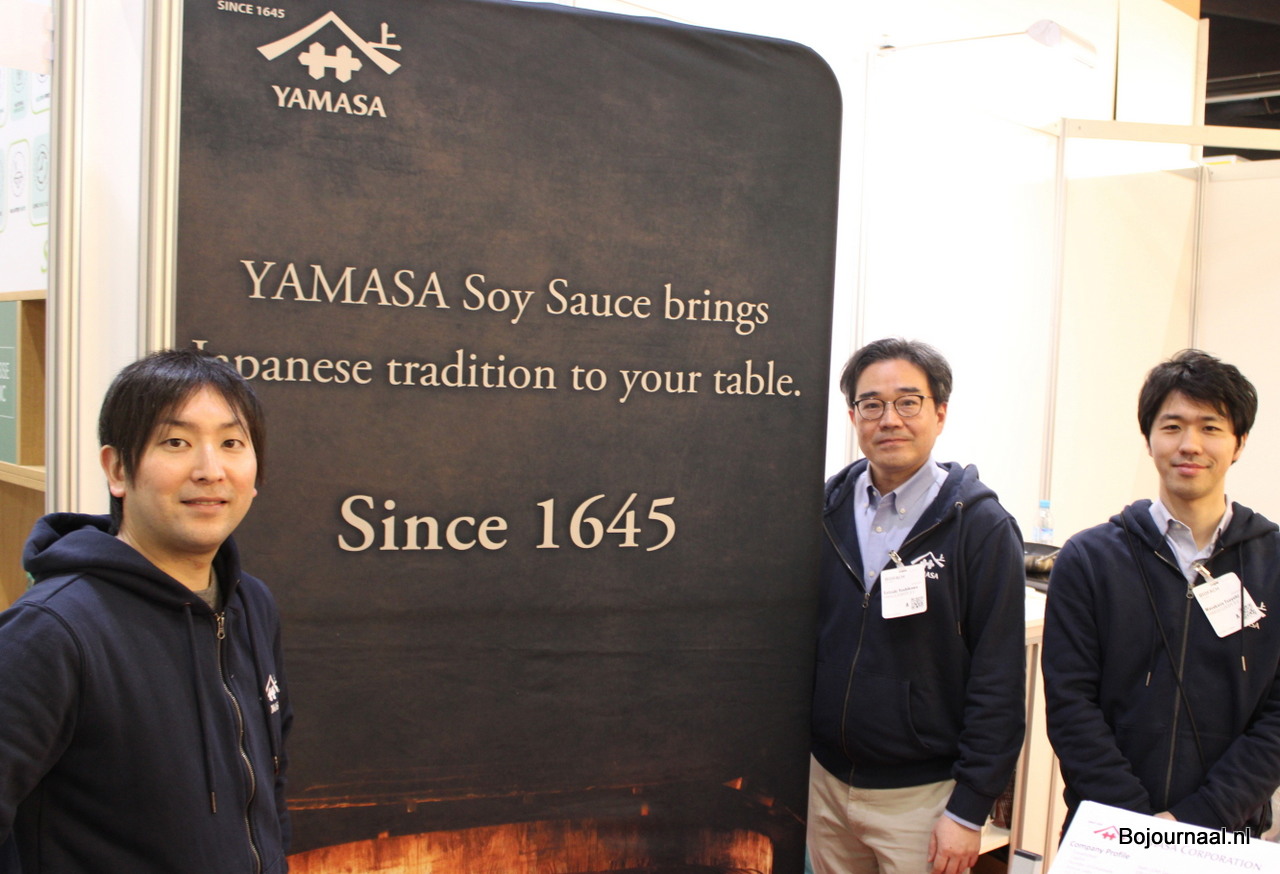 SINCE 1645
上
YAMASA
YAMASA Soy Sauce brings
Japanese tradition to your table.
Since 1645
YAMASA
Company Profile
CORPORATION
Bojournaal.nl